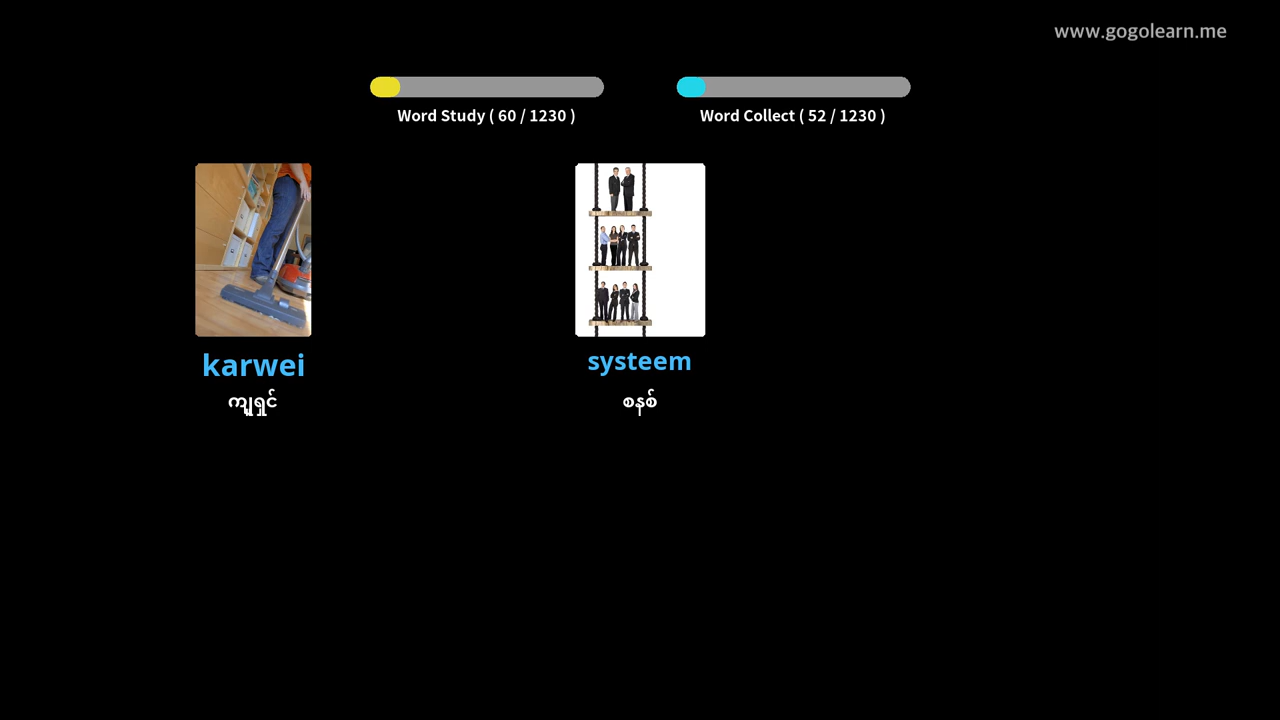 www.gogolearn.me
Word Study ( 60 / 1230 )
Word Collect ( 52 / 1230 )
karwei
systeem
ကျူရှင်
စနစ်